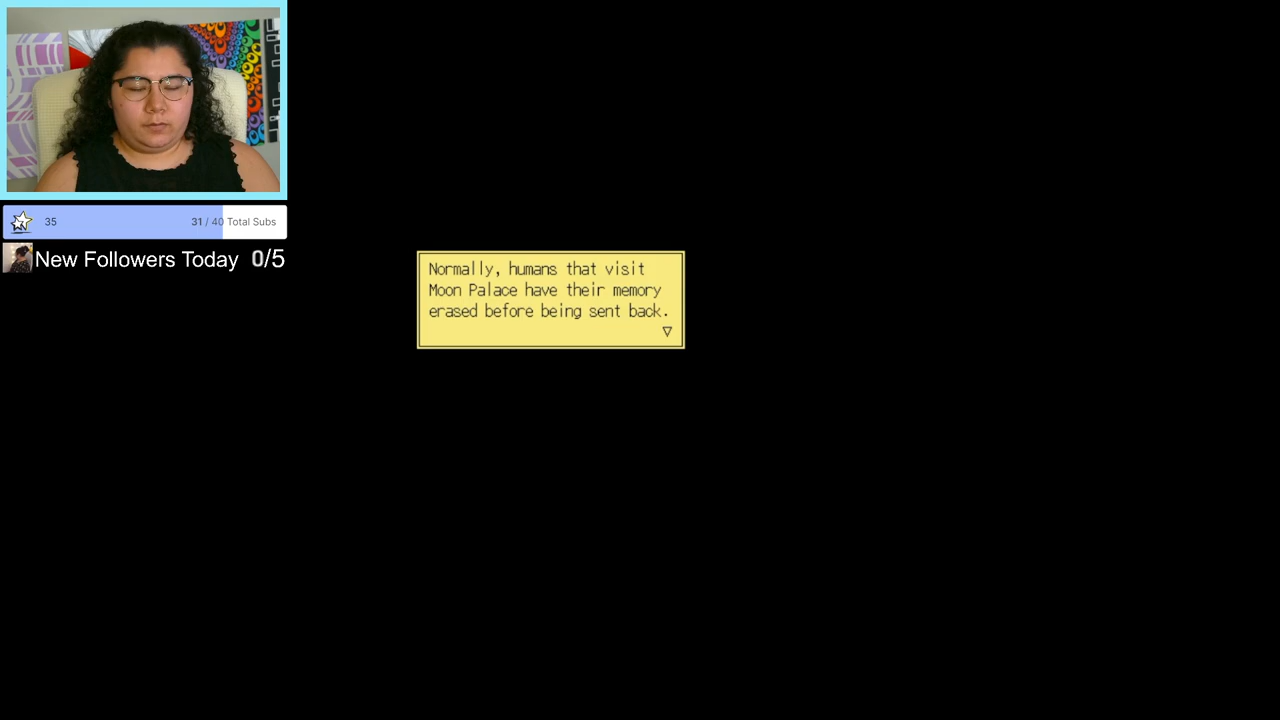 35
31 / 40 Total Subs
New Followers Today 0/5
Normally, humans that visit
Moon Palace have their memory
erased before being sent back.